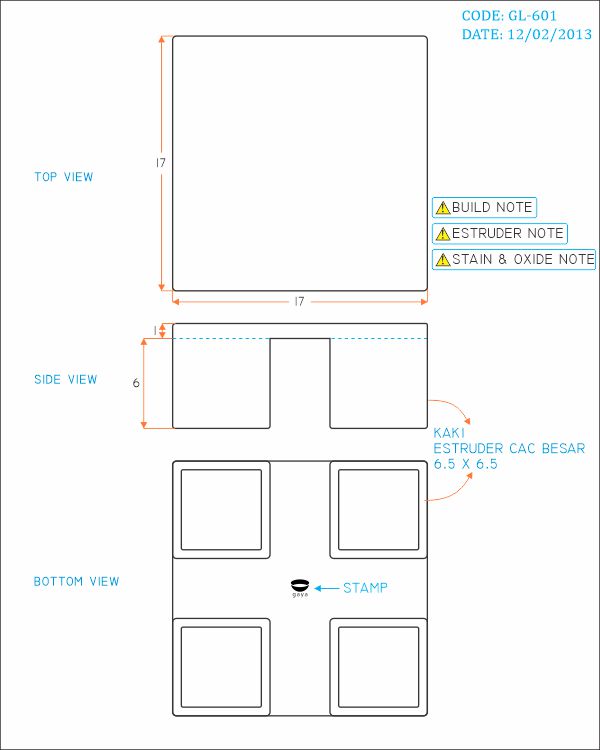 CODE: GL-601
DATE: 12/02/2013
17
TOP VIEW
BUILD NOTE
ESTRUDER NOTE
STAIN & OXIDE NOTE
17
1
SIDE VIEW
6
KAKI
ESTRUDER CAC BESAR
6.5 X 6.5
BOTTOM VIEW
STAMP
gaya